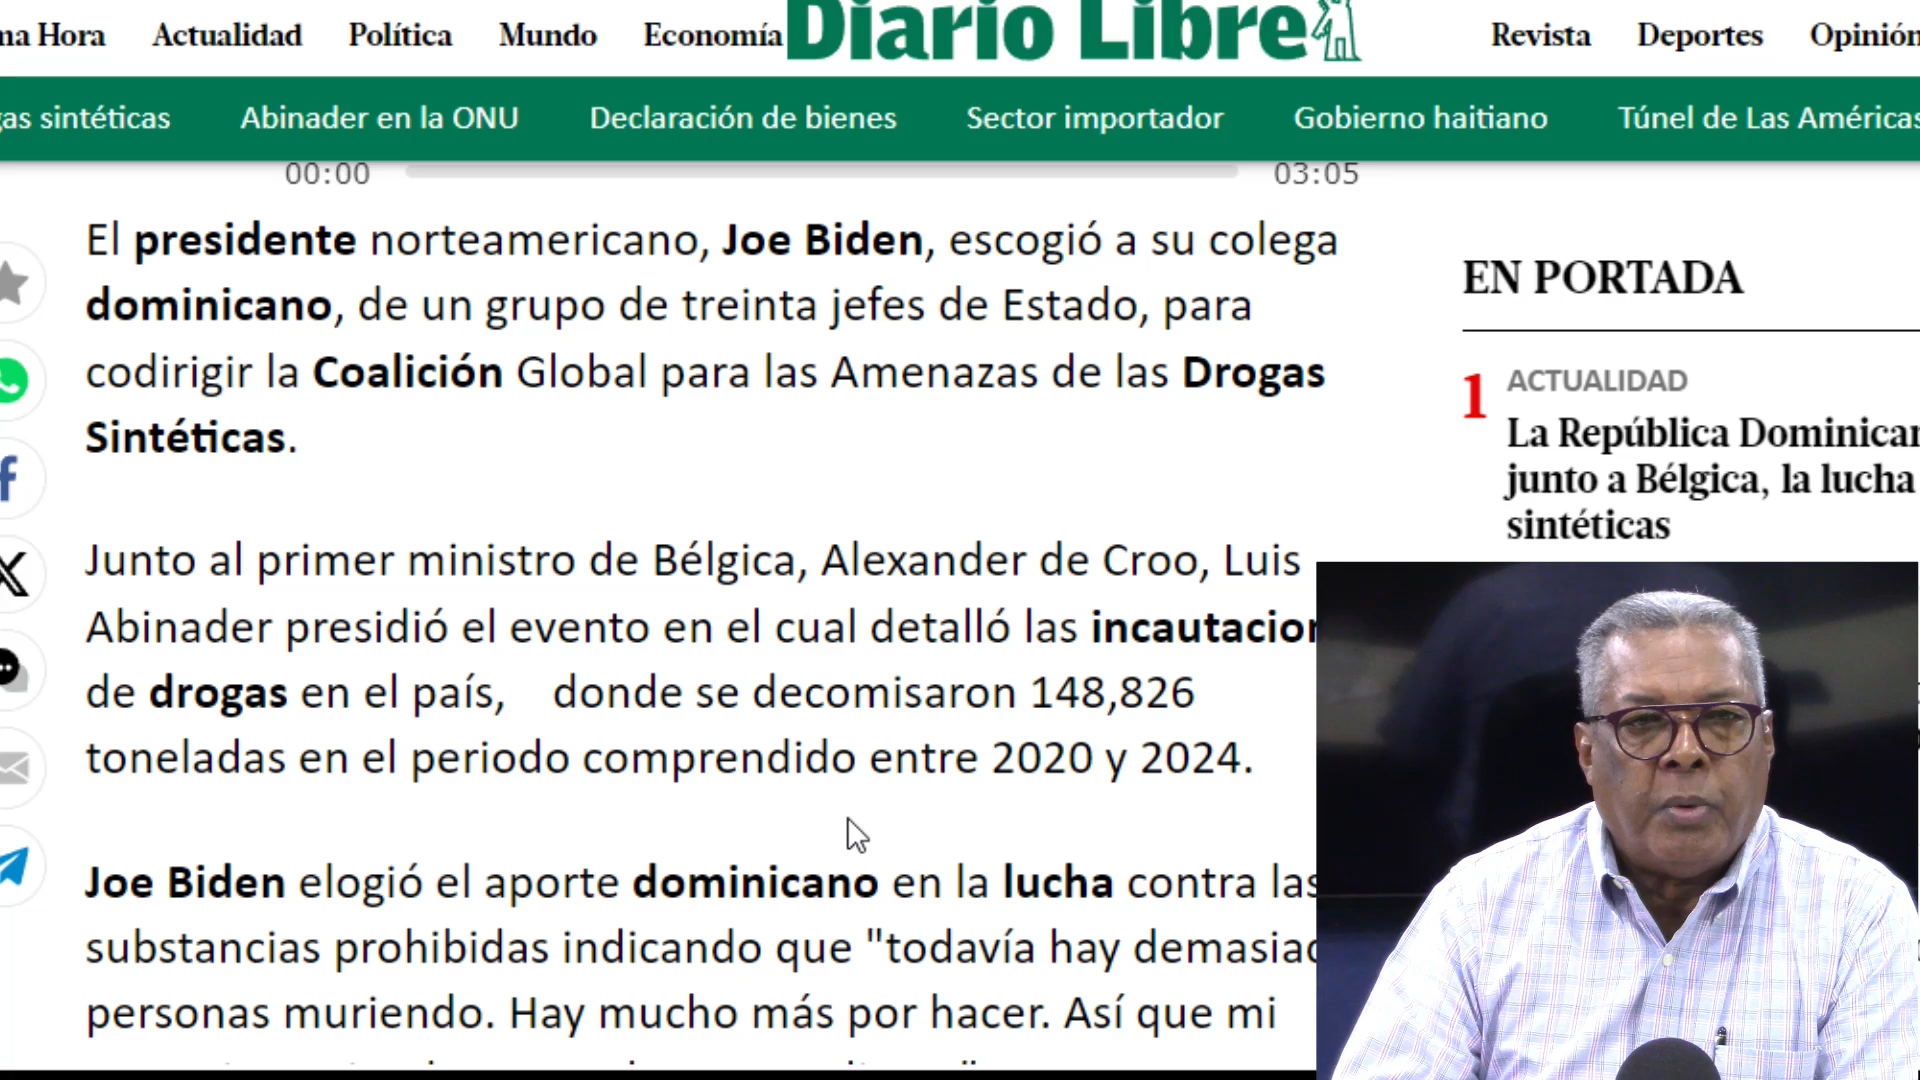 Hora
Actualidad
Política
Mundo
Economía
Diario Libre
Revista
Deportes
Opinión
sintéticas
Abinader en la ONU
Declaración de bienes
Sector importador
Gobierno haitiano
Túnel de Las Américas
00:00
03:05
El presidente norteamericano, Joe Biden, escogió a su colega
dominicano, de un grupo de treinta jefes de Estado, para
codirigir la Coalición Global para las Amenazas de las Drogas
Sintéticas.
Junto al primer ministro de Bélgica, Alexander de Croo, Luis
Abinader presidió el evento en el cual detalló las incautacion
de drogas en el país, donde se decomisaron 148,826
toneladas en el periodo comprendido entre 2020 y 2024.
Joe Biden elogió el aporte dominicano en la lucha contra las
substancias prohibidas indicando que "todavía hay demasiad
personas muriendo. Hay mucho más por hacer. Así que mi
EN PORTADA
1
ACTUALIDAD
La República Dominican
junto a Bélgica, la lucha
sintéticas